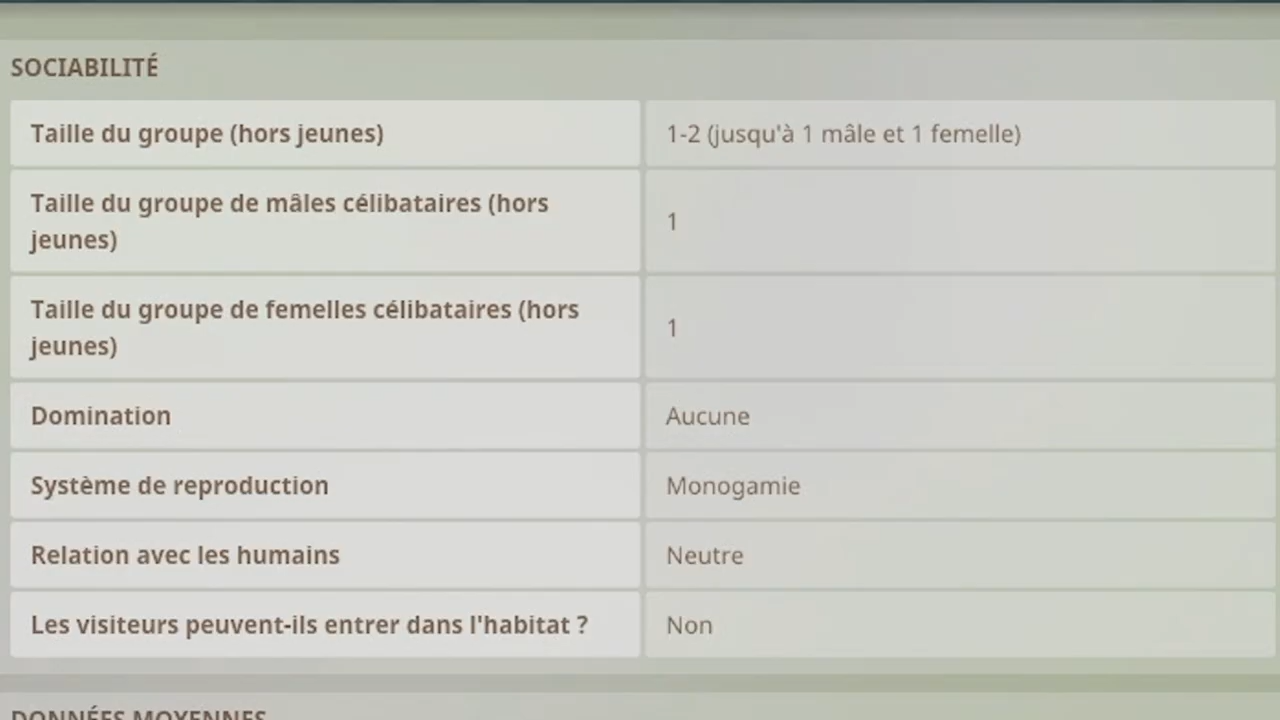 SOCIABILITÉ
Taille du groupe (hors jeunes)
1-2 (jusqu'à 1 mâle et 1 femelle)
Taille du groupe de mâles célibataires (hors
jeunes)
1
Taille du groupe de femelles célibataires (hors
jeunes)
1
Domination
Aucune
Système de reproduction
Monogamie
Relation avec les humains
Neutre
Les visiteurs peuvent-ils entrer dans l'habitat ?
Non
DONNÉES MOYENNES